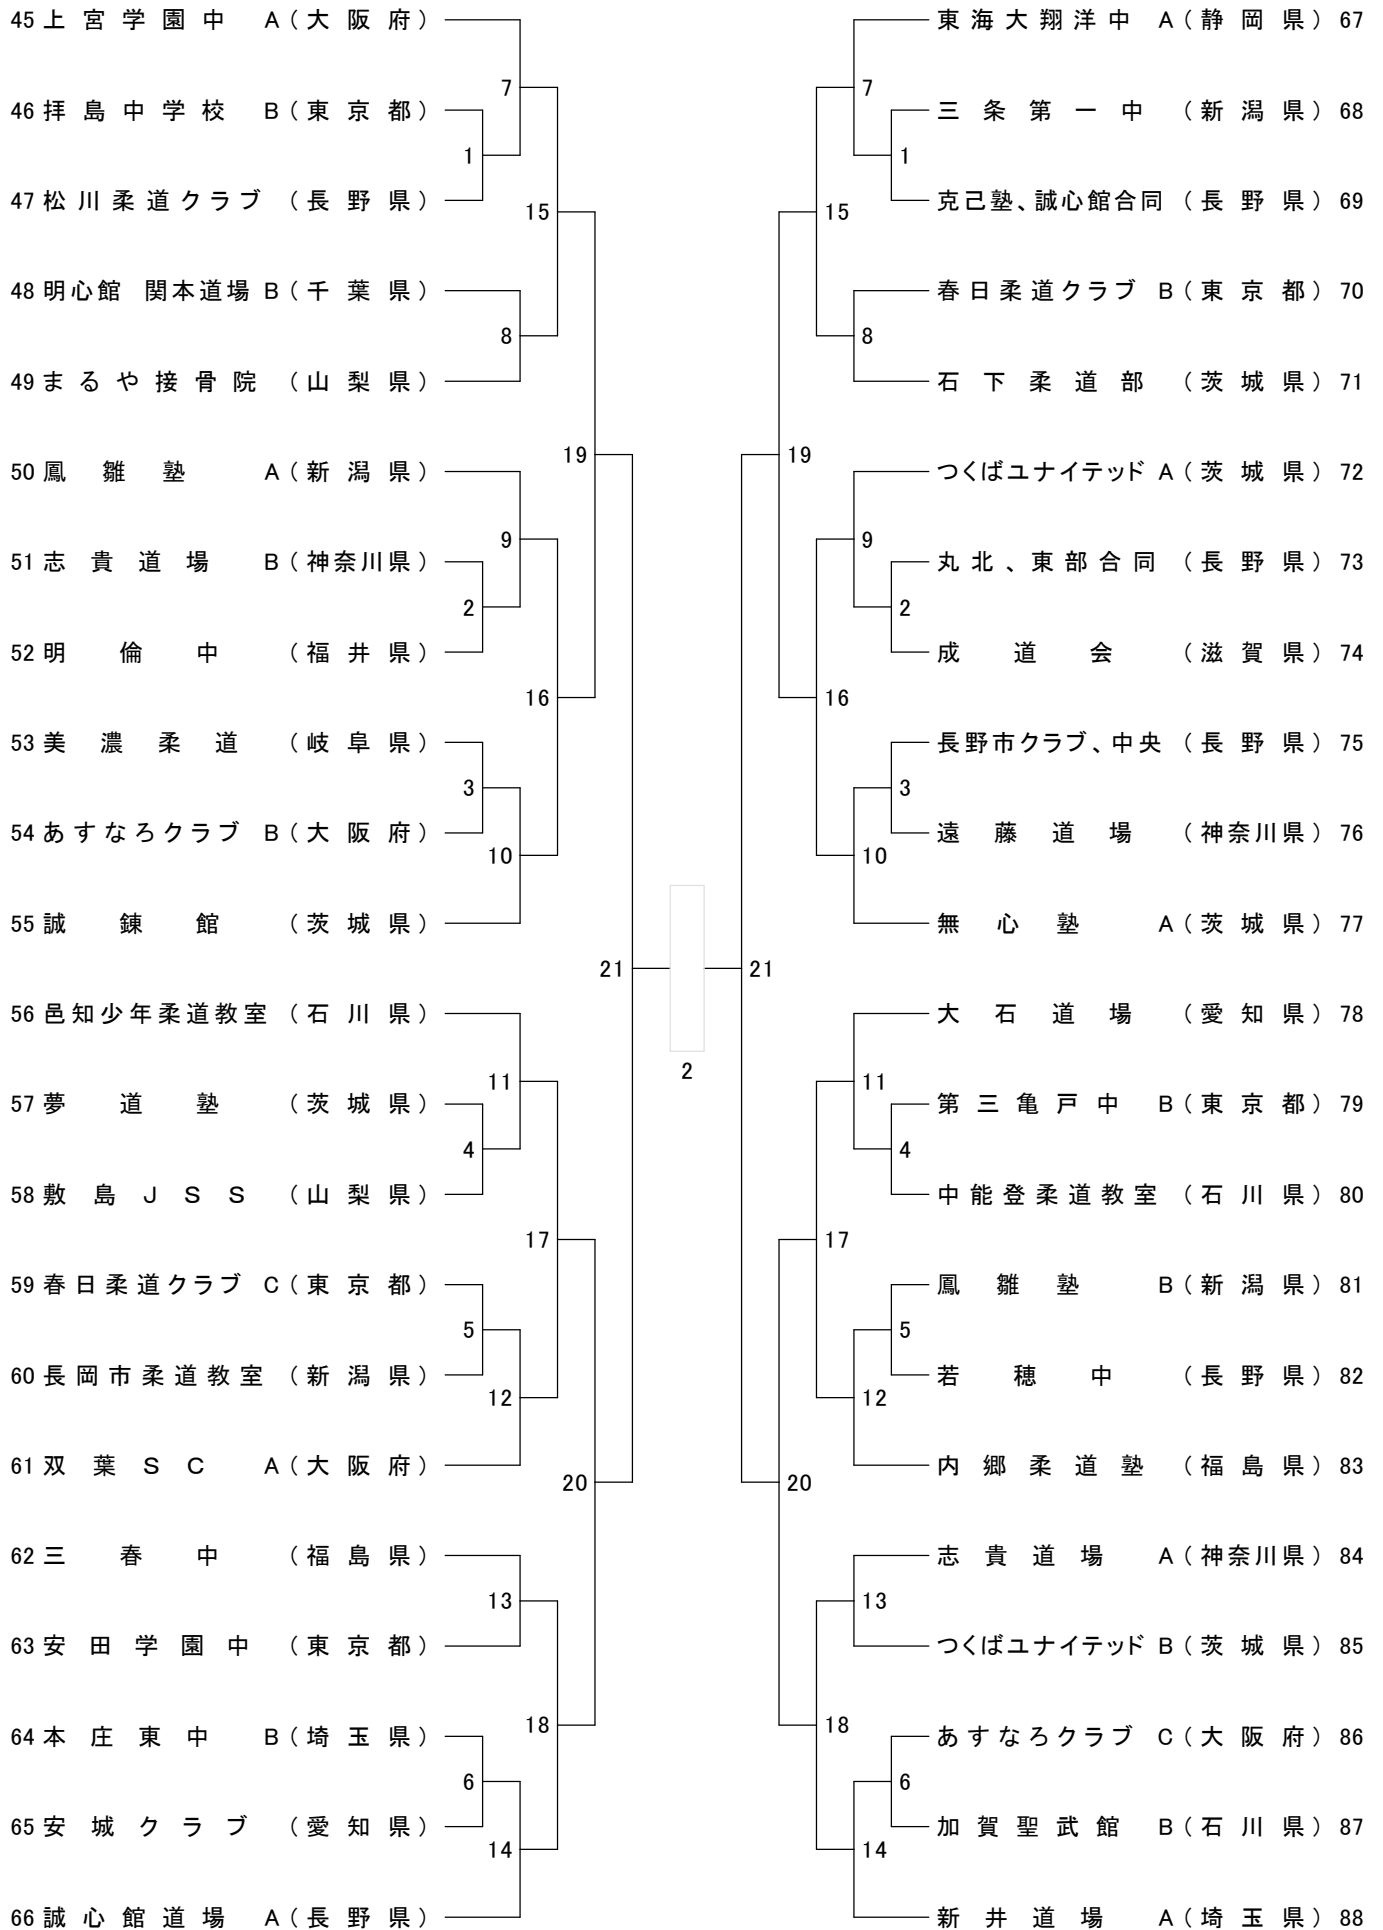 45 上宮学園中 A（大阪府）
46 拝島中学校 B（東京都）
47 松川柔道クラブ （長野県）
48 明心館 関本道場 B（千葉県）
49 まるや接骨院 （山梨県）
50 鳳雛塾 A（新潟県）
51 志貴道場 B（神奈川県）
52 明倫中 （福井県）
53 美濃柔道 （岐阜県）
54 あすなろクラブ B（大阪府）
55 誠錬館 （茨城県）
56 邑知少年柔道教室 （石川県）
57 夢道塾 （茨城県）
58 敷島JSS （山梨県）
59 春日柔道クラブ C（東京都）
60 長岡市柔道教室 （新潟県）
61 双葉SC A（大阪府）
62 三春中 （福島県）
63 安田学園中 （東京都）
64 本庄東中 B（埼玉県）
65 安城クラブ （愛知県）
66 誠心館道場 A（長野県）
1
2
3
4
5
6
7
8
9
10
11
12
13
14
15
16
17
18
19
20
21
2
21
19
20
15
16
17
18
7
8
9
10
11
12
13
14
1
2
3
4
5
6
東海大翔洋中 A（静岡県） 67
三条第一中 （新潟県） 68
克己塾、誠心館合同 （長野県） 69
春日柔道クラブ B（東京都） 70
石下柔道部 （茨城県） 71
つくばユナイテッド A（茨城県） 72
丸北、東部合同 （長野県） 73
成道会 （滋賀県） 74
長野市クラブ、中央 （長野県） 75
遠藤道場 （神奈川県） 76
無心塾 A（茨城県） 77
大石道場 （愛知県） 78
第三亀戸中 B（東京都） 79
中能登柔道教室 （石川県） 80
鳳雛塾 B（新潟県） 81
若穂中 （長野県） 82
内郷柔道塾 （福島県） 83
志貴道場 A（神奈川県） 84
つくばユナイテッド B（茨城県） 85
あすなろクラブ C（大阪府） 86
加賀聖武館 B（石川県） 87
新井道場 A（埼玉県） 88